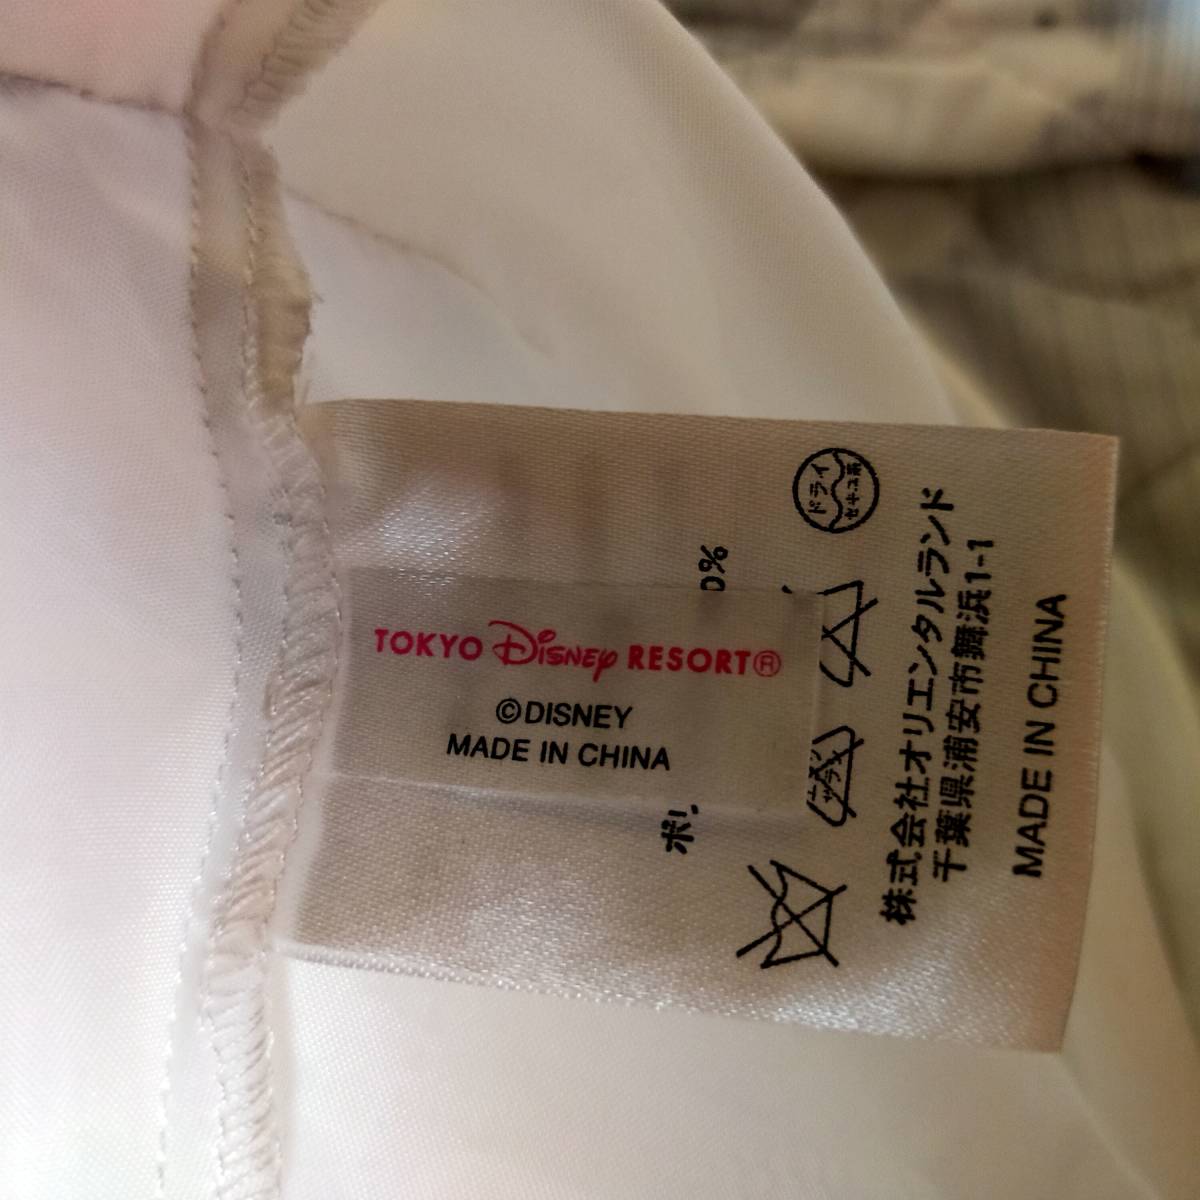 TOKYO Disney RESORT®
©DISNEY
MADE IN CHINA
0%
ドライ
セキユ系
株式会社オリエンタルランド
千葉県浦安市舞浜1-1
MADE IN CHINA